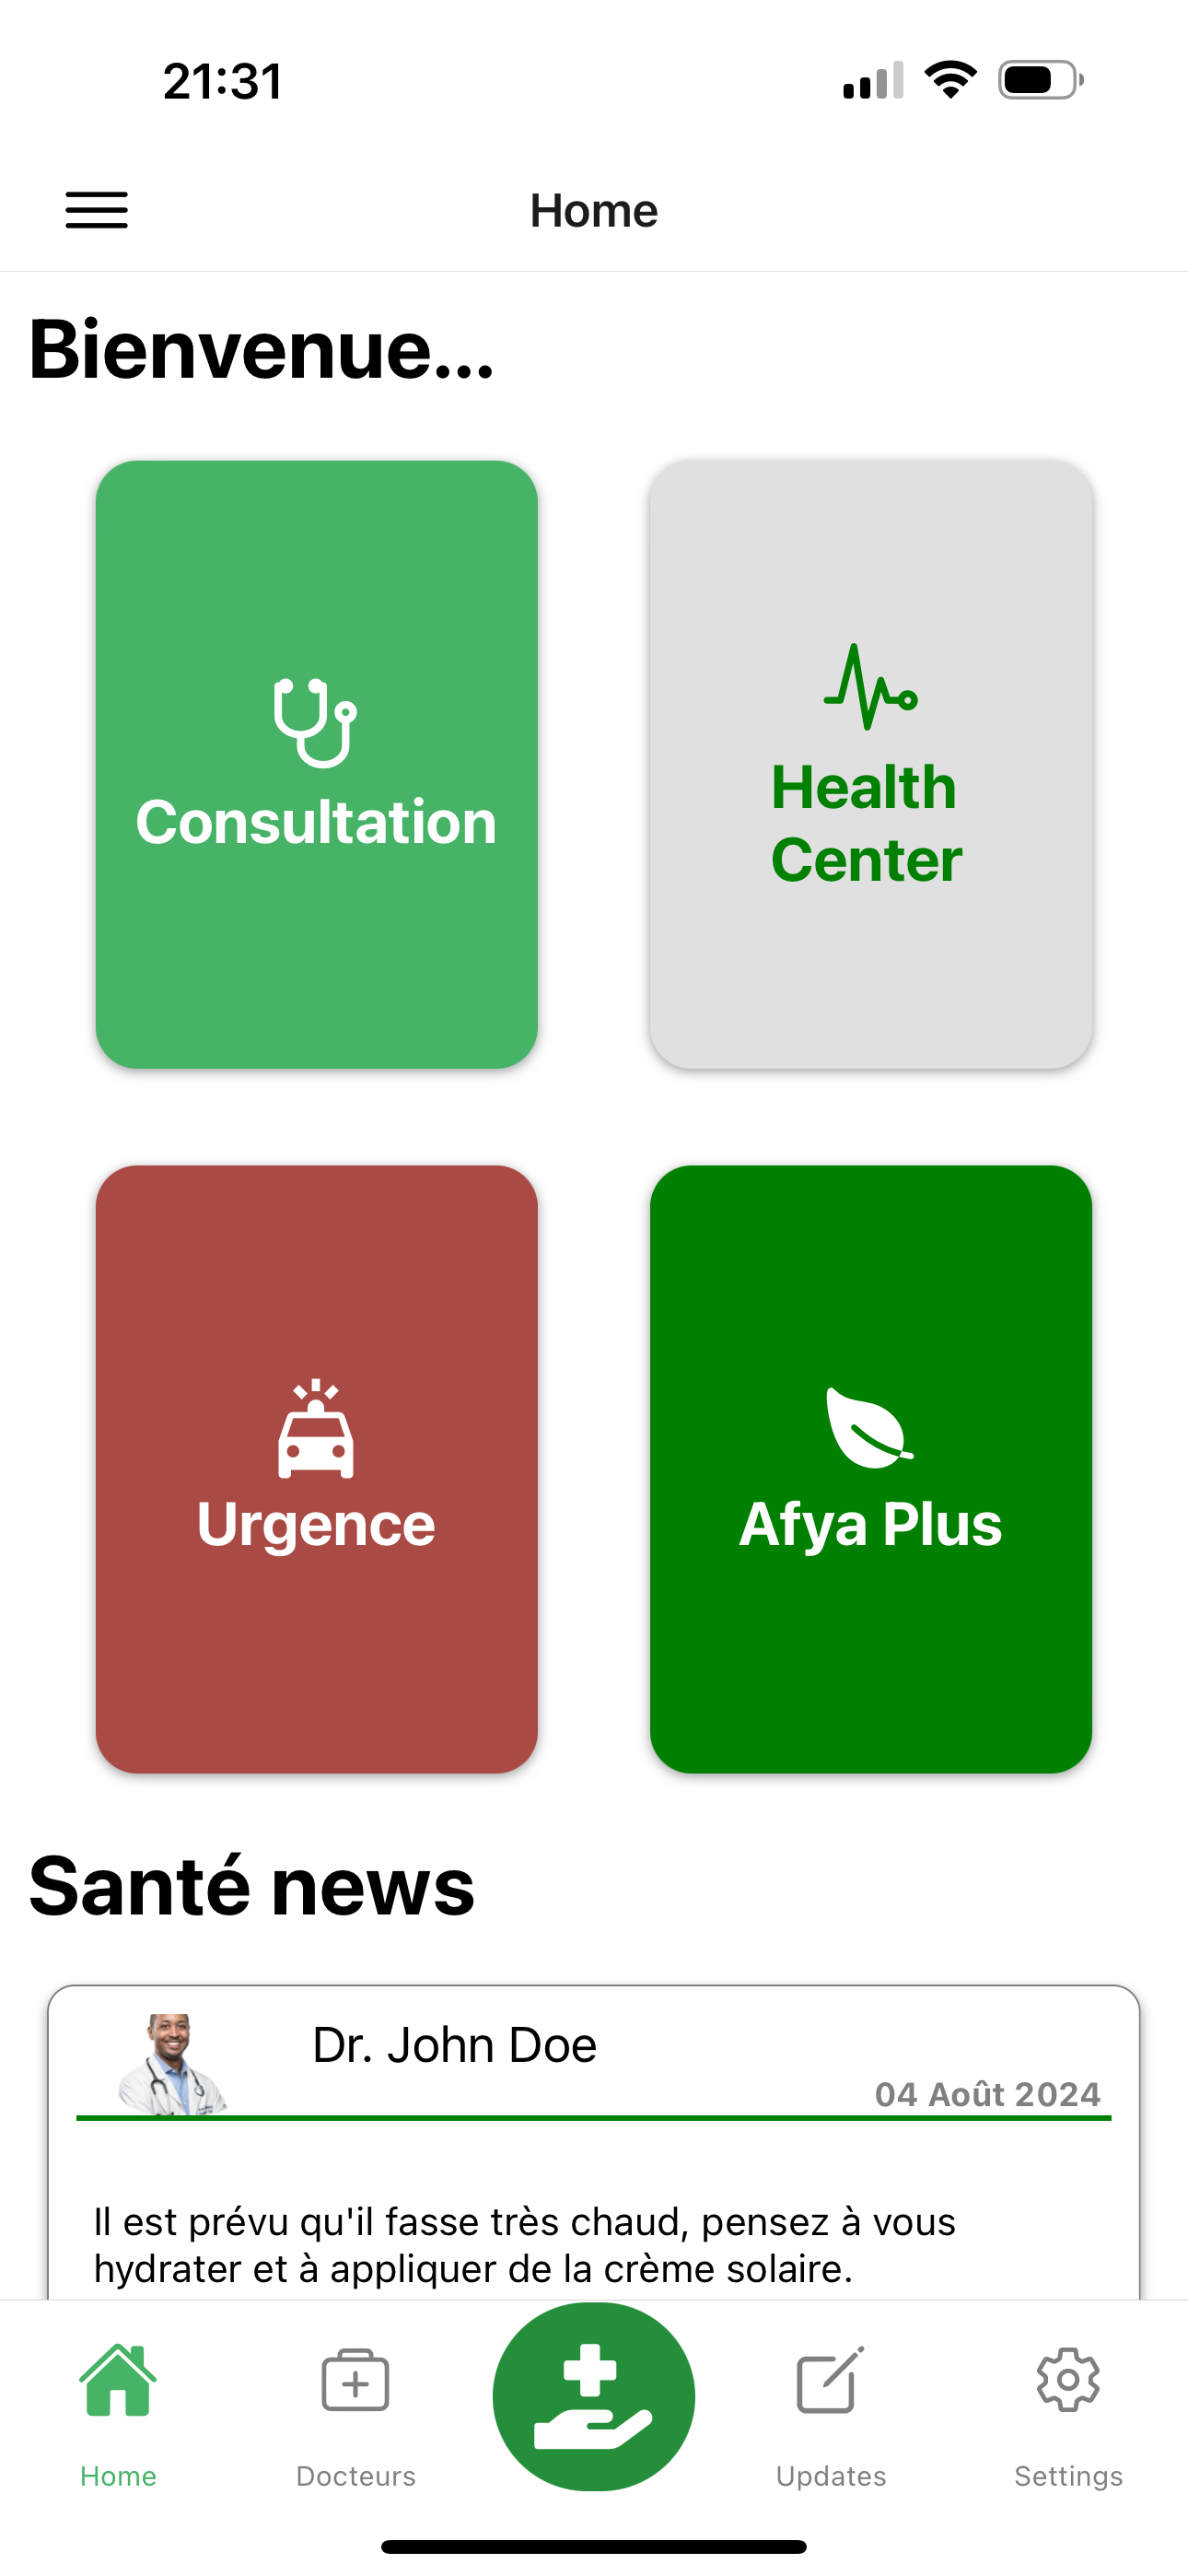 21:31
Home
Bienvenue...
Consultation
Health
Center
Urgence
Afya Plus
Santé news
Dr. John Doe
04 Août 2024
Il est prévu qu'il fasse très chaud, pensez à vous
hydrater et à appliquer de la crème solaire.
Home
Docteurs
Updates
Settings